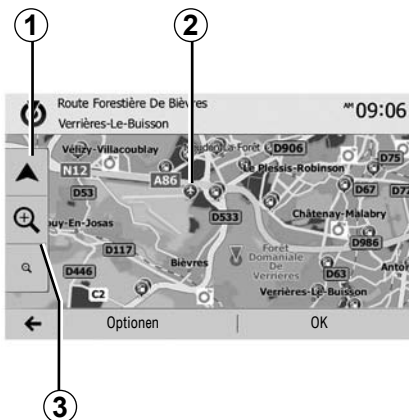 1
2
Route Forestière De Bièvres
Verrières-Le-Buisson
AM 09:06
Vélizy-Villacoublay
D906
D75
Le Plessis-Robinson
N12
A86
D53
D67
D533
Châtenay-Malabry
D117
D986
Forêt
Domaniale
De
Verrières
Bièvres
D446
D63
C2
Verrières-Le-Buisson
Optionen
OK
3